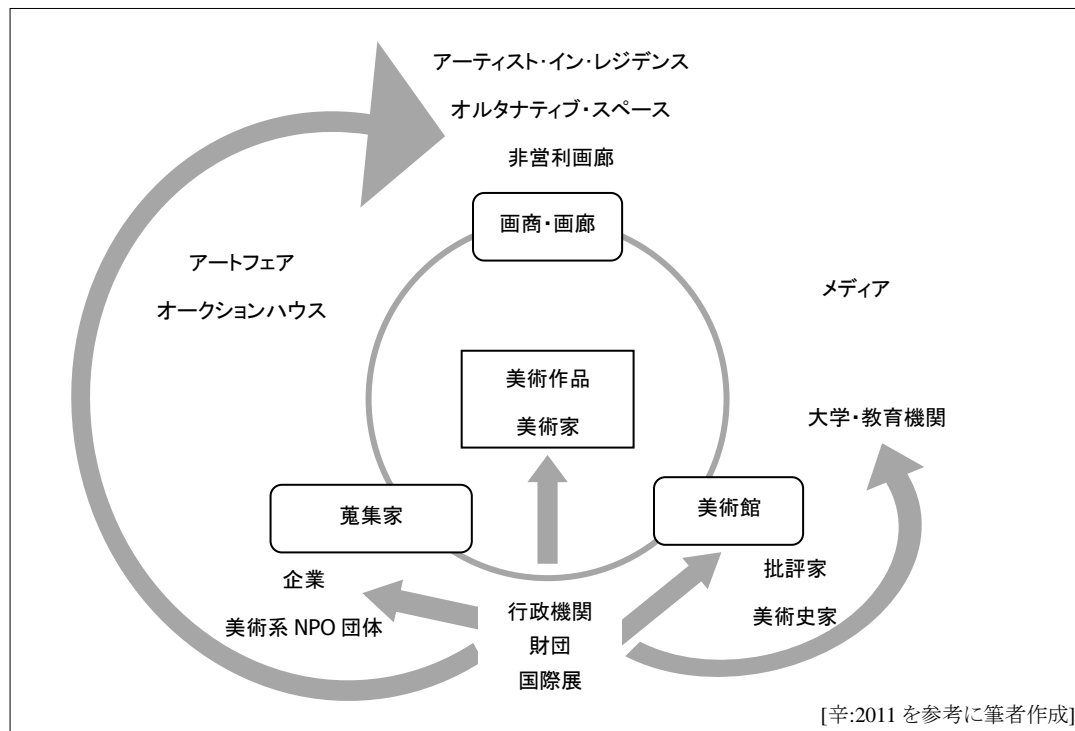 アーティスト・イン・レジデンス
オルタナティブ・スペース
非営利画廊
画商・画廊
アートフェア
オークションハウス
メディア
美術作品
美術家
大学・教育機関
蒐集家
美術館
企業
美術系 NPO 団体
批評家
美術史家
行政機関
財団
国際展
[辛:2011 を参考に筆者作成]